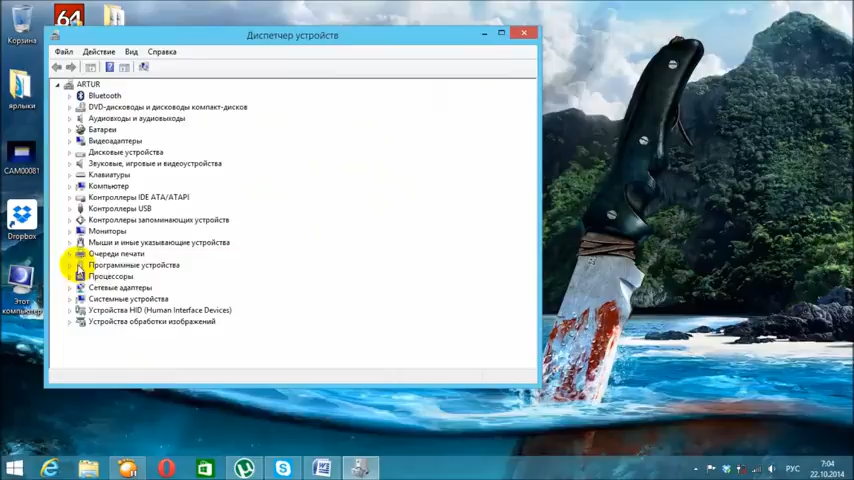 Корзина
64
ярлыки
CAM00081
Dropbox
Этот
компьютер
Диспетчер устройств
Файл Действие Вид Справка
ARTUR
Bluetooth
DVD-дисководы и дисководы компакт-дисков
Аудиовходы и аудиовыходы
Батареи
Видеоадаптеры
Дисковые устройства
Звуковые, игровые и видеоустройства
Клавиатуры
Компьютер
Контроллеры IDE ATA/ATAPI
Контроллеры USB
Контроллеры запоминающих устройств
Мониторы
Мыши и иные указывающие устройства
Очереди печати
Программные устройства
Процессоры
Сетевые адаптеры
Системные устройства
Устройства HID (Human Interface Devices)
Устройства обработки изображений
РУС
7:04
22.10.2014